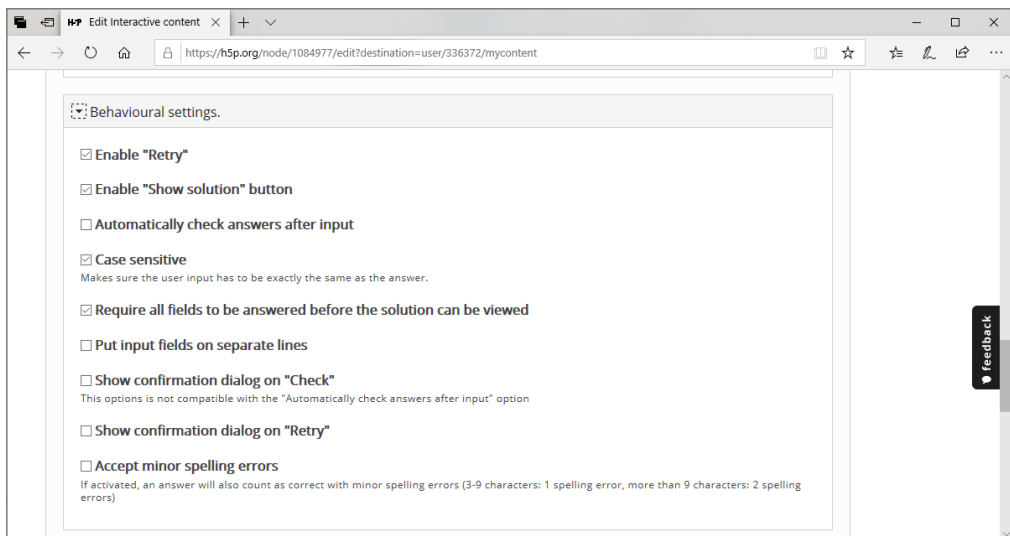 H-P Edit Interactive content
https://h5p.org/node/1084977/edit?destination=user/336372/mycontent
Behavioural settings.
Enable "Retry"
Enable "Show solution" button
Automatically check answers after input
Case sensitive
Makes sure the user input has to be exactly the same as the answer.
Require all fields to be answered before the solution can be viewed
Put input fields on separate lines
Show confirmation dialog on "Check"
This options is not compatible with the "Automatically check answers after input" option
Show confirmation dialog on "Retry"
Accept minor spelling errors
If activated, an answer will also count as correct with minor spelling errors (3-9 characters: 1 spelling error, more than 9 characters: 2 spelling
errors)
feedback